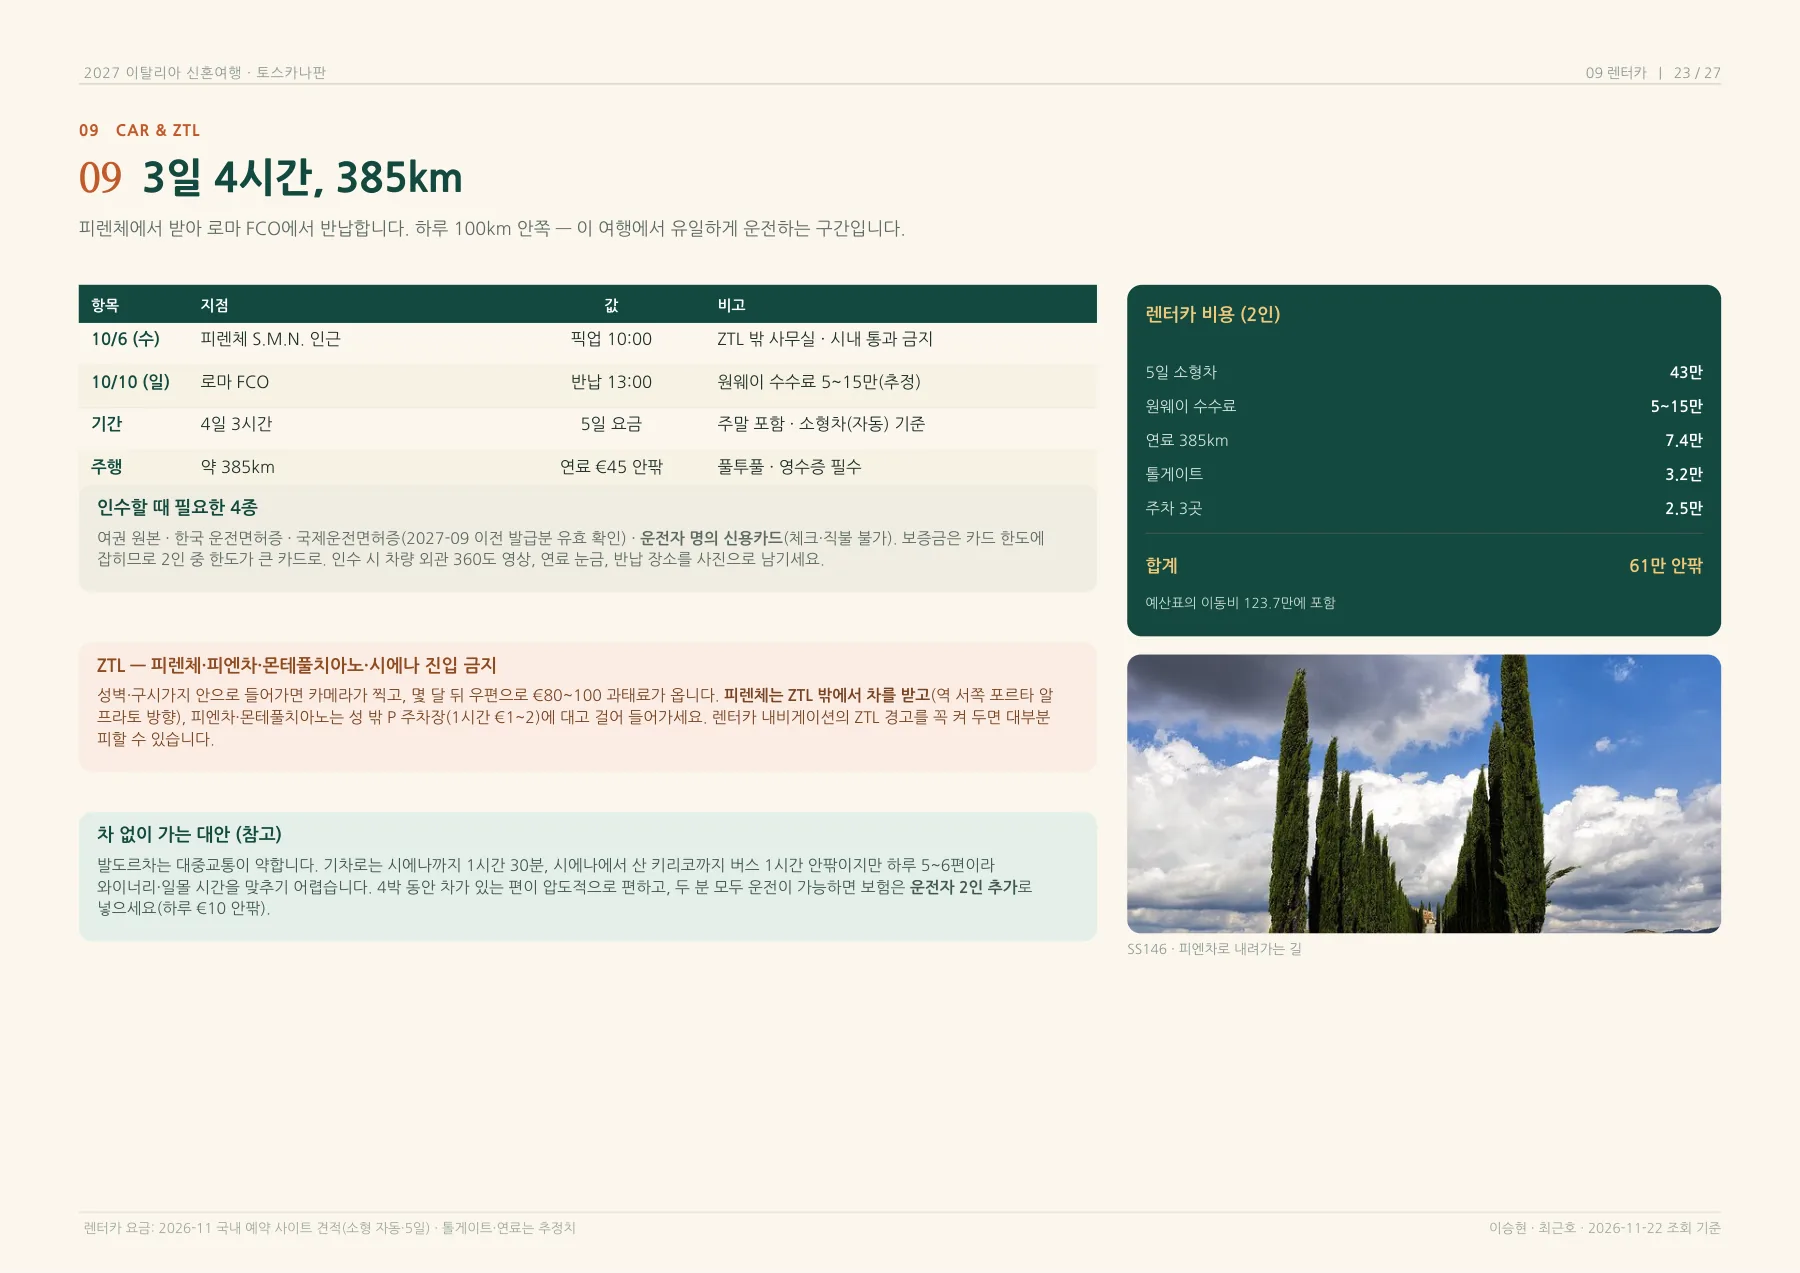 2027 이탈리아 신혼여행 · 토스카나판
09 렌터카 | 23 / 27
09 CAR & ZTL
09 3일 4시간, 385km
피렌체에서 받아 로마 FCO에서 반납합니다. 하루 100km 안쪽 — 이 여행에서 유일하게 운전하는 구간입니다.
항목 지점 값 비고
10/6 (수) 피렌체 S.M.N. 인근 픽업 10:00 ZTL 밖 사무실 · 시내 통과 금지
10/10 (일) 로마 FCO 반납 13:00 원웨이 수수료 5~15만(추정)
기간 4일 3시간 5일 요금 주말 포함 · 소형차(자동) 기준
주행 약 385km 연료 €45 안팎 풀투풀 · 영수증 필수
인수할 때 필요한 4종
여권 원본 · 한국 운전면허증 · 국제운전면허증(2027-09 이전 발급분 유효 확인) · 운전자 명의 신용카드(체크·직불 불가). 보증금은 카드 한도에
잡히므로 2인 중 한도가 큰 카드로. 인수 시 차량 외관 360도 영상, 연료 눈금, 반납 장소를 사진으로 남기세요.
ZTL — 피렌체·피엔차·몬테풀치아노·시에나 진입 금지
성벽·구시가지 안으로 들어가면 카메라가 찍고, 몇 달 뒤 우편으로 €80~100 과태료가 옵니다. 피렌체는 ZTL 밖에서 차를 받고(역 서쪽 포르타 알
프라토 방향), 피엔차·몬테풀치아노는 성 밖 P 주차장(1시간 €1~2)에 대고 걸어 들어가세요. 렌터카 내비게이션의 ZTL 경고를 꼭 켜 두면 대부분
피할 수 있습니다.
차 없이 가는 대안 (참고)
발도르차는 대중교통이 약합니다. 기차로는 시에나까지 1시간 30분, 시에나에서 산 키리코까지 버스 1시간 안팎이지만 하루 5~6편이라
와이너리·일몰 시간을 맞추기 어렵습니다. 4박 동안 차가 있는 편이 압도적으로 편하고, 두 분 모두 운전이 가능하면 보험은 운전자 2인 추가로
넣으세요(하루 €10 안팎).
렌터카 비용 (2인)
5일 소형차 43만
원웨이 수수료 5~15만
연료 385km 7.4만
톨게이트 3.2만
주차 3곳 2.5만
합계 61만 안팎
예산표의 이동비 123.7만에 포함
SS146 · 피엔차로 내려가는 길
렌터카 요금: 2026-11 국내 예약 사이트 견적(소형 자동·5일) · 톨게이트·연료는 추정치
이승현 · 최근호 · 2026-11-22 조회 기준